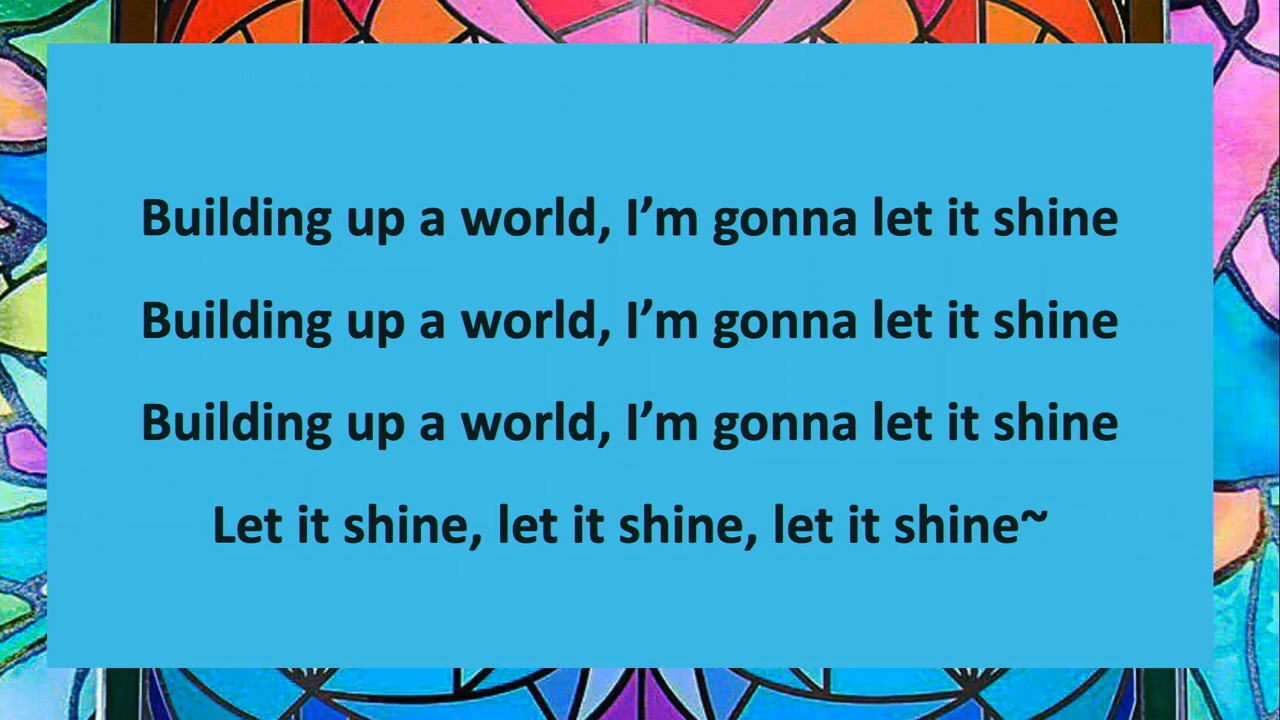 Building up a world, I’m gonna let it shine
Building up a world, I’m gonna let it shine
Building up a world, I’m gonna let it shine
Let it shine, let it shine, let it shine~